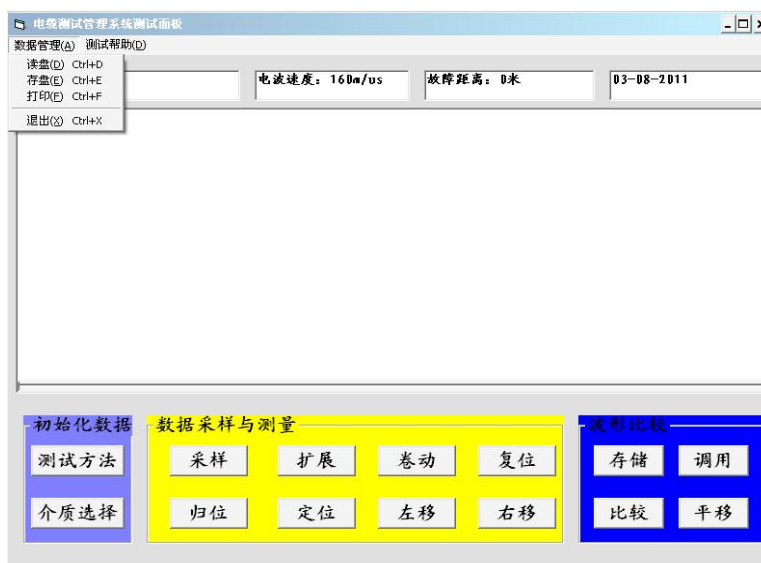 电缆测试管理系统测试面板
数据管理(A) 测试帮助(D)
读盘(D) Ctrl+D
存盘(E) Ctrl+E
打印(F) Ctrl+F
退出(X) Ctrl+X
电波速度：160m/us
故障距离：0米
03-08-2011
初始化数据
测试方法
介质选择
数据采样与测量
采样 扩展 卷动 复位
归位 定位 左移 右移
波形比较
存储 调用
比较 平移